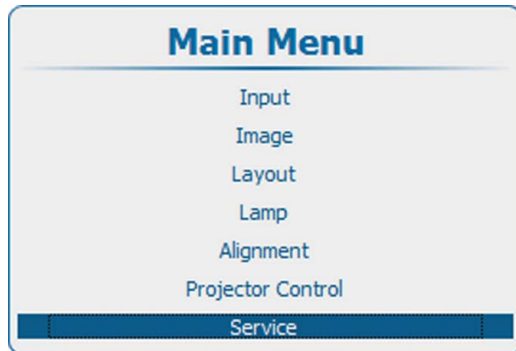 Main Menu
Input
Image
Layout
Lamp
Alignment
Projector Control
Service